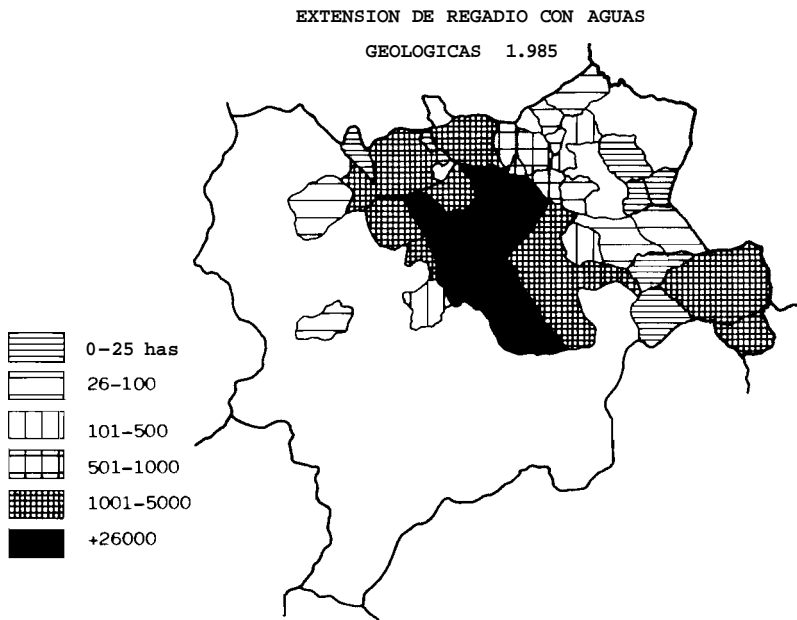 EXTENSION DE REGADIO CON AGUAS
GEOLOGICAS 1.985
0-25 has
26-100
101-500
501-1000
1001-5000
+26000